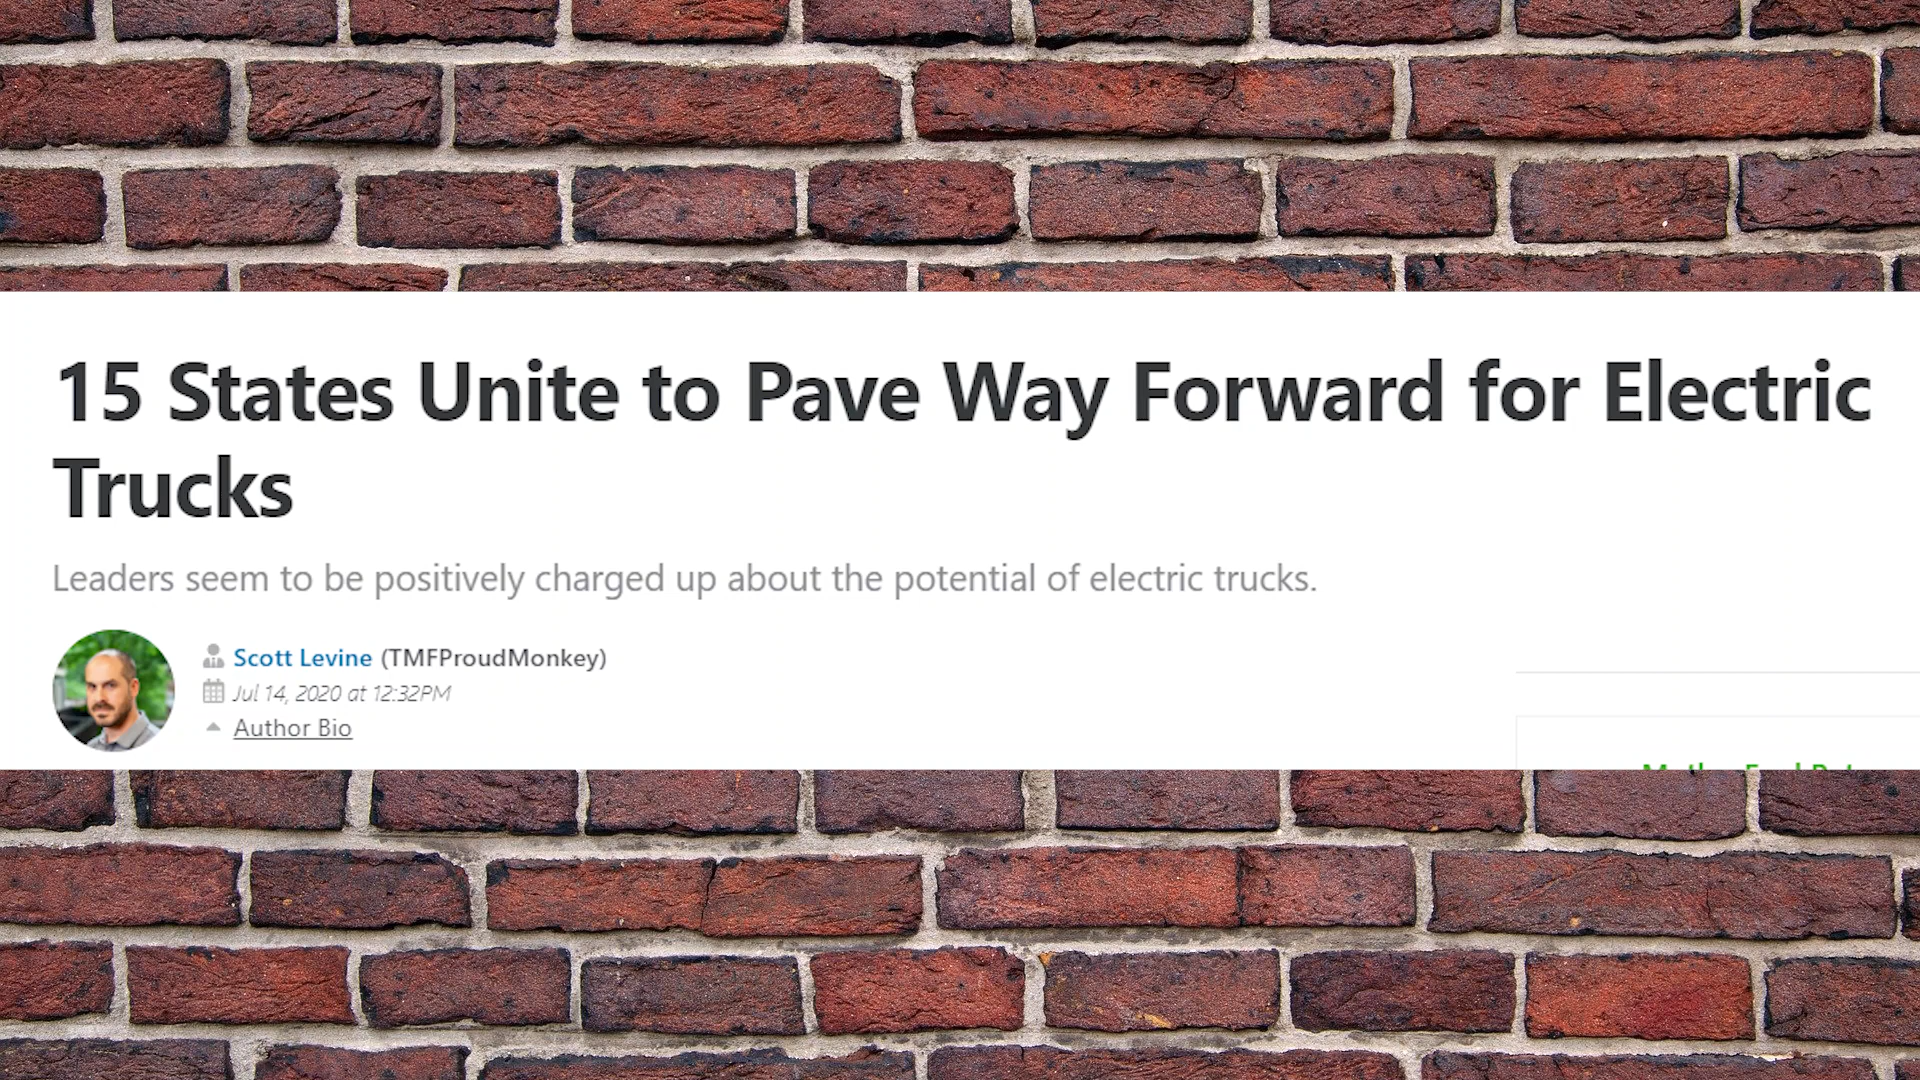 15 States Unite to Pave Way Forward for Electric
Trucks
Leaders seem to be positively charged up about the potential of electric trucks.
Scott Levine (TMFProudMonkey)
Jul 14, 2020 at 12:32PM
Author Bio